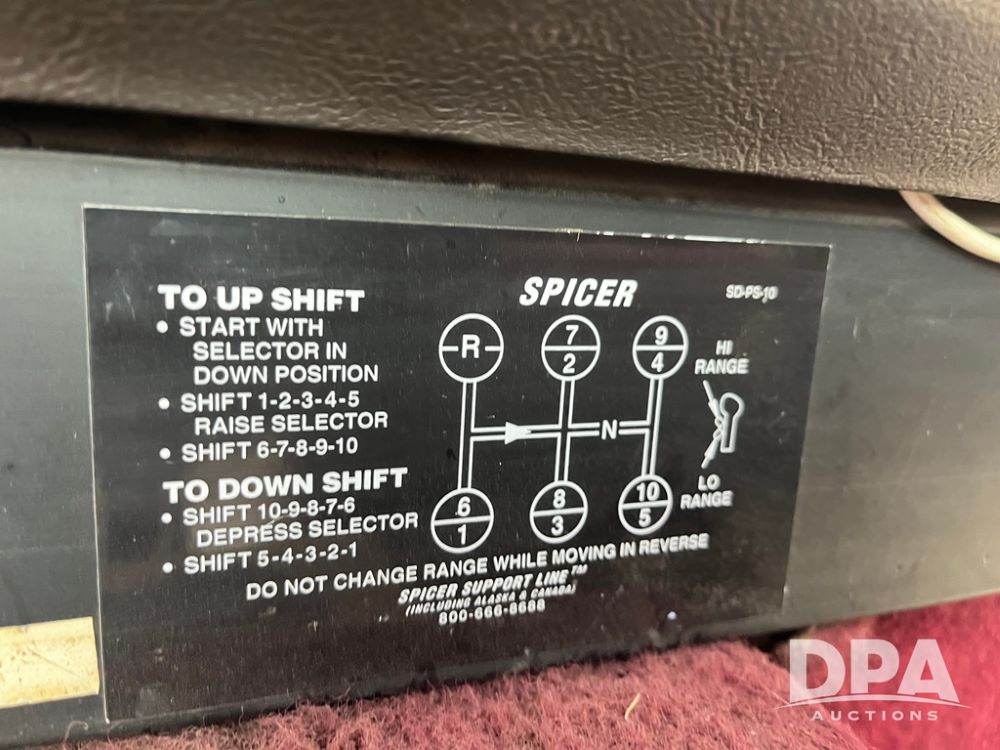 TO UP SHIFT
• START WITH
SELECTOR IN
DOWN POSITION
• SHIFT 1-2-3-4-5
RAISE SELECTOR
• SHIFT 6-7-8-9-10
TO DOWN SHIFT
• SHIFT 10-9-8-7-6
DEPRESS SELECTOR
• SHIFT 5-4-3-2-1
SPICER
SD-PS-10
R
7
2
9
4
HI
RANGE
N
6
1
8
3
10
5
LO
RANGE
DO NOT CHANGE RANGE WHILE MOVING IN REVERSE
SPICER SUPPORT LINE™
(INCLUDING ALASKA & CANADA)
800-666-8688
DPA
AUCTIONS